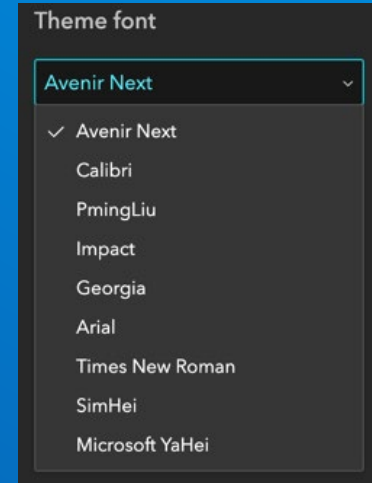 Theme font
Avenir Next
Avenir Next
Calibri
PmingLiu
Impact
Georgia
Arial
Times New Roman
SimHei
Microsoft YaHei